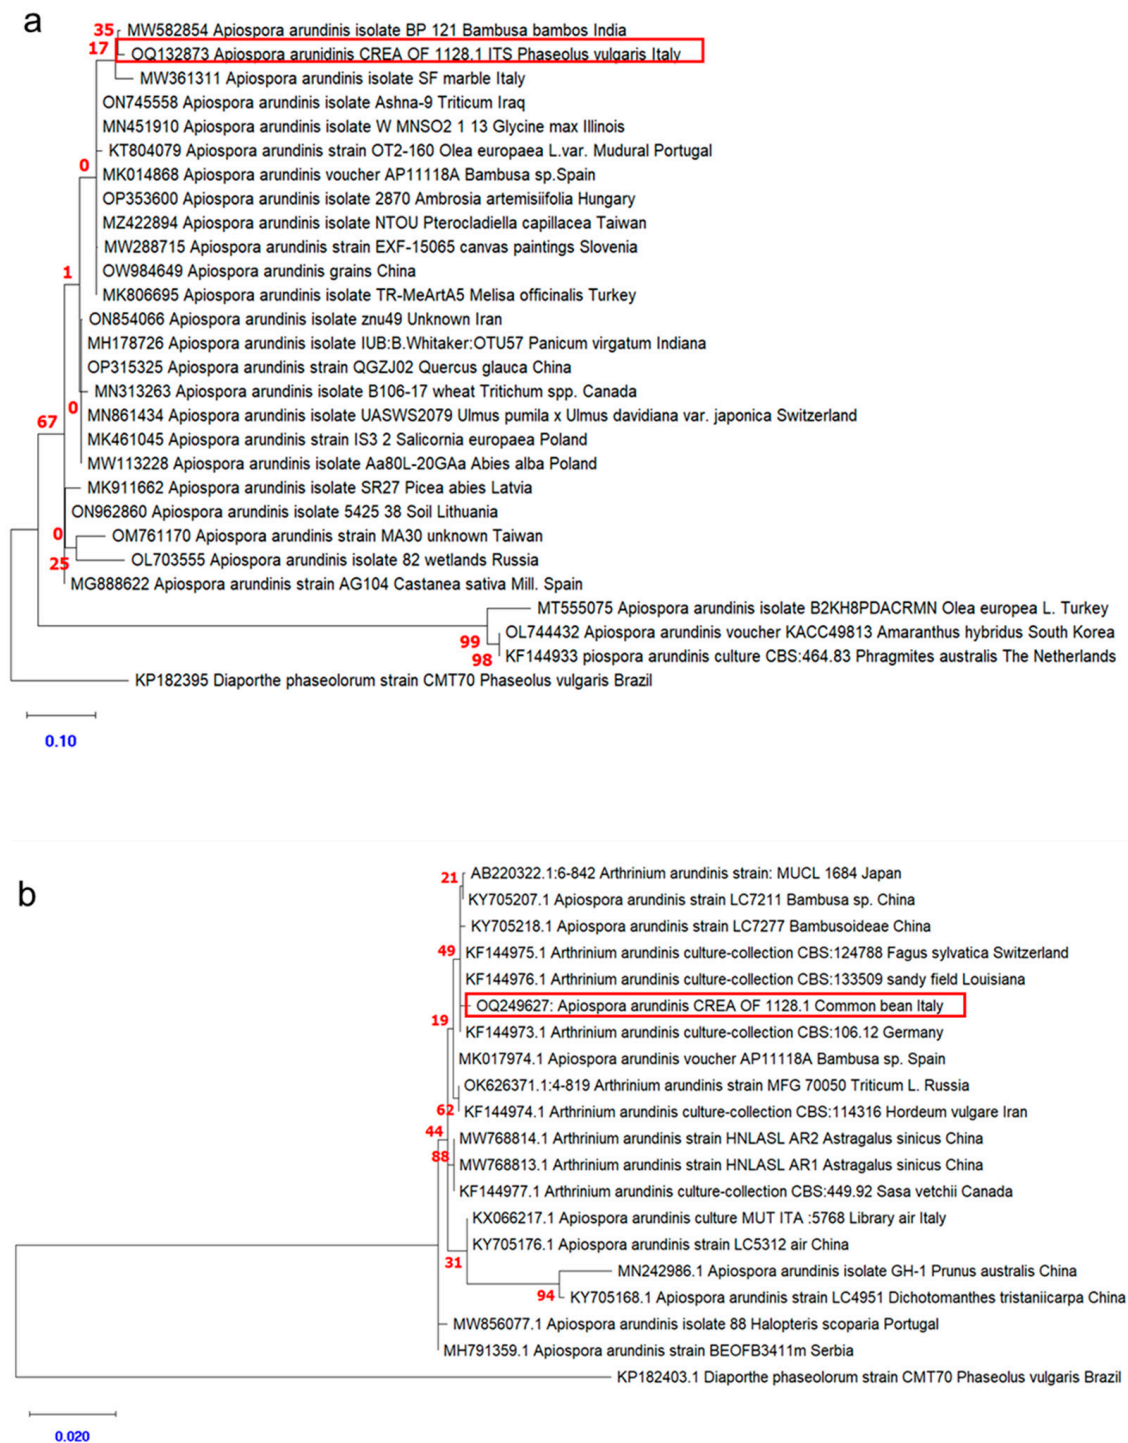 a
35
MW582854 Apiospora arundinis isolate BP 121 Bambusa bambos India
17
OQ132873 Apiospora arunidinis CREA OF 1128.1 ITS Phaseolus vulgaris Italy
MW361311 Apiospora arundinis isolate SF marble Italy
ON745558 Apiospora arundinis isolate Ashna-9 Triticum Iraq
MN451910 Apiospora arundinis isolate W MNSO2 1 13 Glycine max Illinois
KT804079 Apiospora arundinis strain OT2-160 Olea europaea L.var. Mudural Portugal
0
MK014868 Apiospora arundinis voucher AP11118A Bambusa sp.Spain
OP353600 Apiospora arundinis isolate 2870 Ambrosia artemisiifolia Hungary
MZ422894 Apiospora arundinis isolate NTOU Pterocladiella capillacea Taiwan
MW288715 Apiospora arundinis strain EXF-15065 canvas paintings Slovenia
1
OW984649 Apiospora arundinis grains China
MK806695 Apiospora arundinis isolate TR-MeArtA5 Melisa officinalis Turkey
ON854066 Apiospora arundinis isolate znu49 Unknown Iran
MH178726 Apiospora arundinis isolate IUB:B.Whitaker:OTU57 Panicum virgatum Indiana
OP315325 Apiospora arundinis strain QGZJ02 Quercus glauca China
MN313263 Apiospora arundinis isolate B106-17 wheat Tritichum spp. Canada
0
MN861434 Apiospora arundinis isolate UASWS2079 Ulmus pumila x Ulmus davidiana var. japonica Switzerland
67
MK461045 Apiospora arundinis strain IS3 2 Salicornia europaea Poland
MW113228 Apiospora arundinis isolate Aa80L-20GAa Abies alba Poland
MK911662 Apiospora arundinis isolate SR27 Picea abies Latvia
ON962860 Apiospora arundinis isolate 5425 38 Soil Lithuania
0
OM761170 Apiospora arundinis strain MA30 unknown Taiwan
25
OL703555 Apiospora arundinis isolate 82 wetlands Russia
MG888622 Apiospora arundinis strain AG104 Castanea sativa Mill. Spain
MT555075 Apiospora arundinis isolate B2KH8PDACRMN Olea europea L. Turkey
99
OL744432 Apiospora arundinis voucher KACC49813 Amaranthus hybridus South Korea
98
KF144933 piospora arundinis culture CBS:464.83 Phragmites australis The Netherlands
KP182395 Diaporthe phaseolorum strain CMT70 Phaseolus vulgaris Brazil
0.10
b
21
AB220322.1:6-842 Arthrinium arundinis strain: MUCL 1684 Japan
KY705207.1 Apiospora arundinis strain LC7211 Bambusa sp. China
KY705218.1 Apiospora arundinis strain LC7277 Bambusoideae China
49
KF144975.1 Arthrinium arundinis culture-collection CBS:124788 Fagus sylvatica Switzerland
KF144976.1 Arthrinium arundinis culture-collection CBS:133509 sandy field Louisiana
OQ249627: Apiospora arundinis CREA OF 1128.1 Common bean Italy
19
KF144973.1 Arthrinium arundinis culture-collection CBS:106.12 Germany
MK017974.1 Apiospora arundinis voucher AP11118A Bambusa sp. Spain
OK626371.1:4-819 Arthrinium arundinis strain MFG 70050 Triticum L. Russia
62
KF144974.1 Arthrinium arundinis culture-collection CBS:114316 Hordeum vulgare Iran
44
MW768814.1 Arthrinium arundinis strain HNLASL AR2 Astragalus sinicus China
88
MW768813.1 Arthrinium arundinis strain HNLASL AR1 Astragalus sinicus China
KF144977.1 Arthrinium arundinis culture-collection CBS:449.92 Sasa vetchii Canada
KX066217.1 Apiospora arundinis culture MUT ITA :5768 Library air Italy
KY705176.1 Apiospora arundinis strain LC5312 air China
31
MN242986.1 Apiospora arundinis isolate GH-1 Prunus australis China
94
KY705168.1 Apiospora arundinis strain LC4951 Dichotomanthes tristaniicarpa China
MW856077.1 Apiospora arundinis isolate 88 Halopteris scoparia Portugal
MH791359.1 Apiospora arundinis strain BEOFB3411m Serbia
KP182403.1 Diaporthe phaseolorum strain CMT70 Phaseolus vulgaris Brazil
0.020